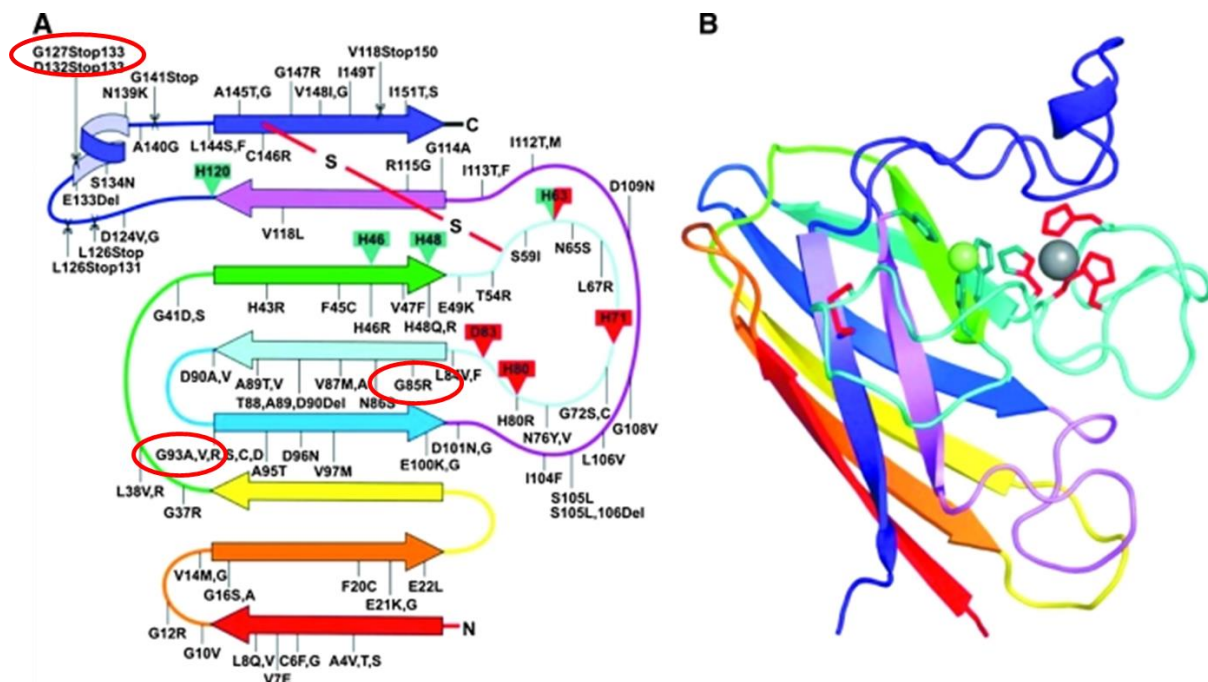 A
B
G127Stop133
D132Stop133
V118Stop150
G141Stop
G147R
I149T
N139K
A145T,G
V148I,G
I151T,S
C
A140G
L144S,F
C146R
S
R115G
G114A
I112T,M
I113T,F
H120
S134N
E133Del
D109N
S
H63
V118L
D124V,G
L126Stop
L126Stop131
H46
H48
S59I
N65S
L67R
G41D,S
H43R
F45C
V47F
E49K
T54R
H46R
H48Q,R
D83
H71
D90A,V
A89T,V
V87M,A
G85R
L84V,F
H80
T88,A89,D90Del
N86S
H80R
G72S,C
N76Y,V
G108V
G93A,V,R,S,C,D
D96N
D101N,G
E100K,G
L106V
A95T
V97M
I104F
L38V,R
S105L
G37R
S105L,106Del
V14M,G
G16S,A
F20C
E22L
E21K,G
G12R
N
G10V
L8Q,V
C6F,G
A4V,T,S
V7E